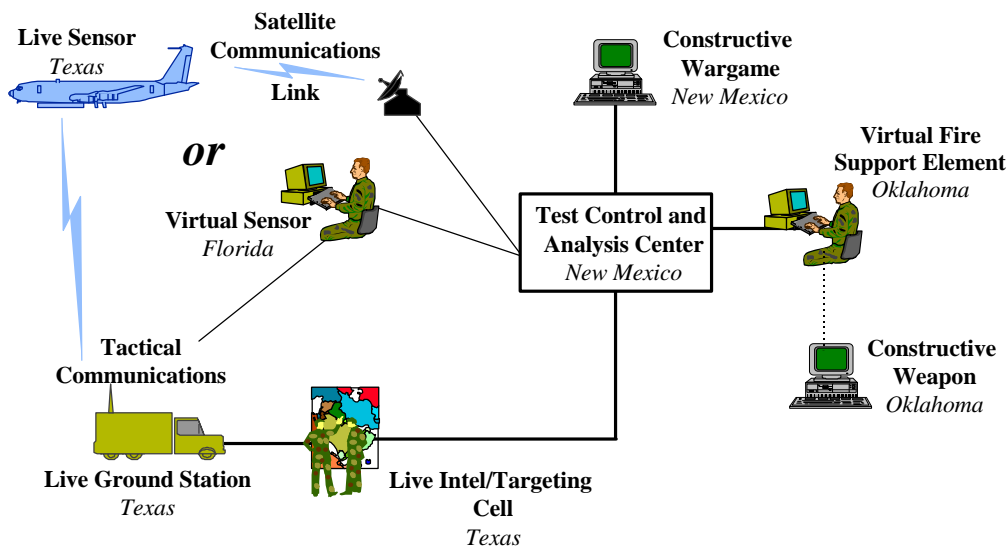 Live Sensor
Texas
Satellite
Communications
Link
Constructive
Wargame
New Mexico
or
Virtual Sensor
Florida
Test Control and
Analysis Center
New Mexico
Virtual Fire
Support Element
Oklahoma
Tactical
Communications
Constructive
Weapon
Oklahoma
Live Ground Station
Texas
Live Intel/Targeting
Cell
Texas